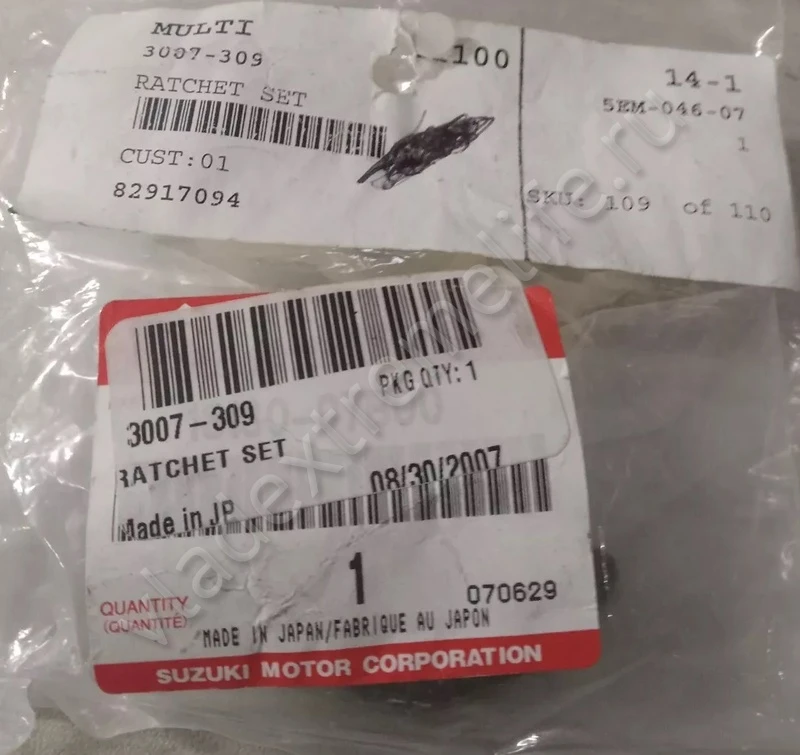 MULTI
3007-309
100
RATCHET SET
CUST:01
82917094
14-1
5EM-046-07
1
SKU: 109 of 110
PKG QTY: 1
3007-309
RATCHET SET
08/30/2007
Made in JP
1
070629
QUANTITY
(QUANTITÉ)
MADE IN JAPAN/FABRIQUE AU JAPON
SUZUKI MOTOR CORPORATION
vladextremelife.ru